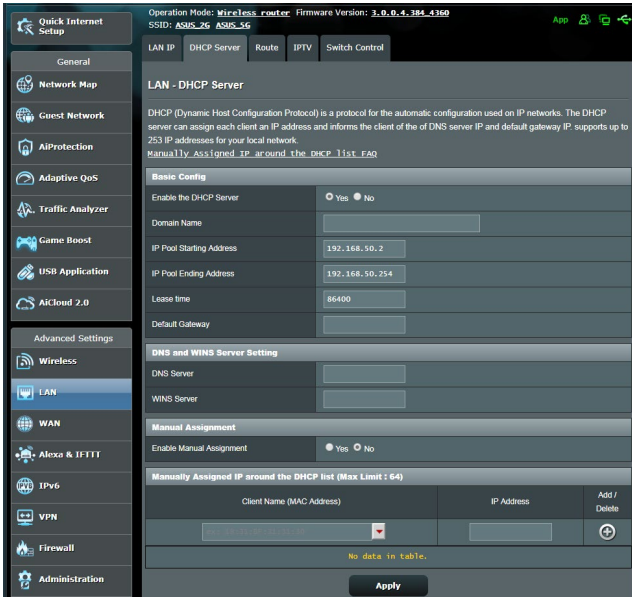 Operation Mode: Wireless router Firmware Version: 3.0.0.4.384_4360
SSID: ASUS_2G ASUS_5G
App
Quick Internet
Setup
General
Network Map
Guest Network
AiProtection
Adaptive QoS
Traffic Analyzer
Game Boost
USB Application
AiCloud 2.0
Advanced Settings
Wireless
LAN
WAN
Alexa & IFTTT
IPv6
VPN
Firewall
Administration
LAN IP DHCP Server Route IPTV Switch Control
LAN - DHCP Server
DHCP (Dynamic Host Configuration Protocol) is a protocol for the automatic configuration used on IP networks. The DHCP
server can assign each client an IP address and informs the client of the of DNS server IP and default gateway IP. supports up to
253 IP addresses for your local network.
Manually Assigned IP around the DHCP list FAQ
Basic Config
Enable the DHCP Server Yes No
Domain Name
IP Pool Starting Address 192.168.50.2
IP Pool Ending Address 192.168.50.254
Lease time 86400
Default Gateway
DNS and WINS Server Setting
DNS Server
WINS Server
Manual Assignment
Enable Manual Assignment Yes No
Manually Assigned IP around the DHCP list (Max Limit : 64)
Client Name (MAC Address) IP Address Add /
Delete
No data in table.
Apply